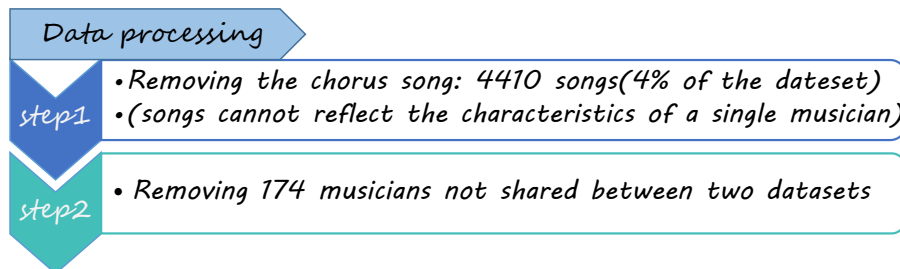 Data processing
step1
• Removing the chorus song: 4410 songs(4% of the dateset)
• (songs cannot reflect the characteristics of a single musician)
step2
• Removing 174 musicians not shared between two datasets